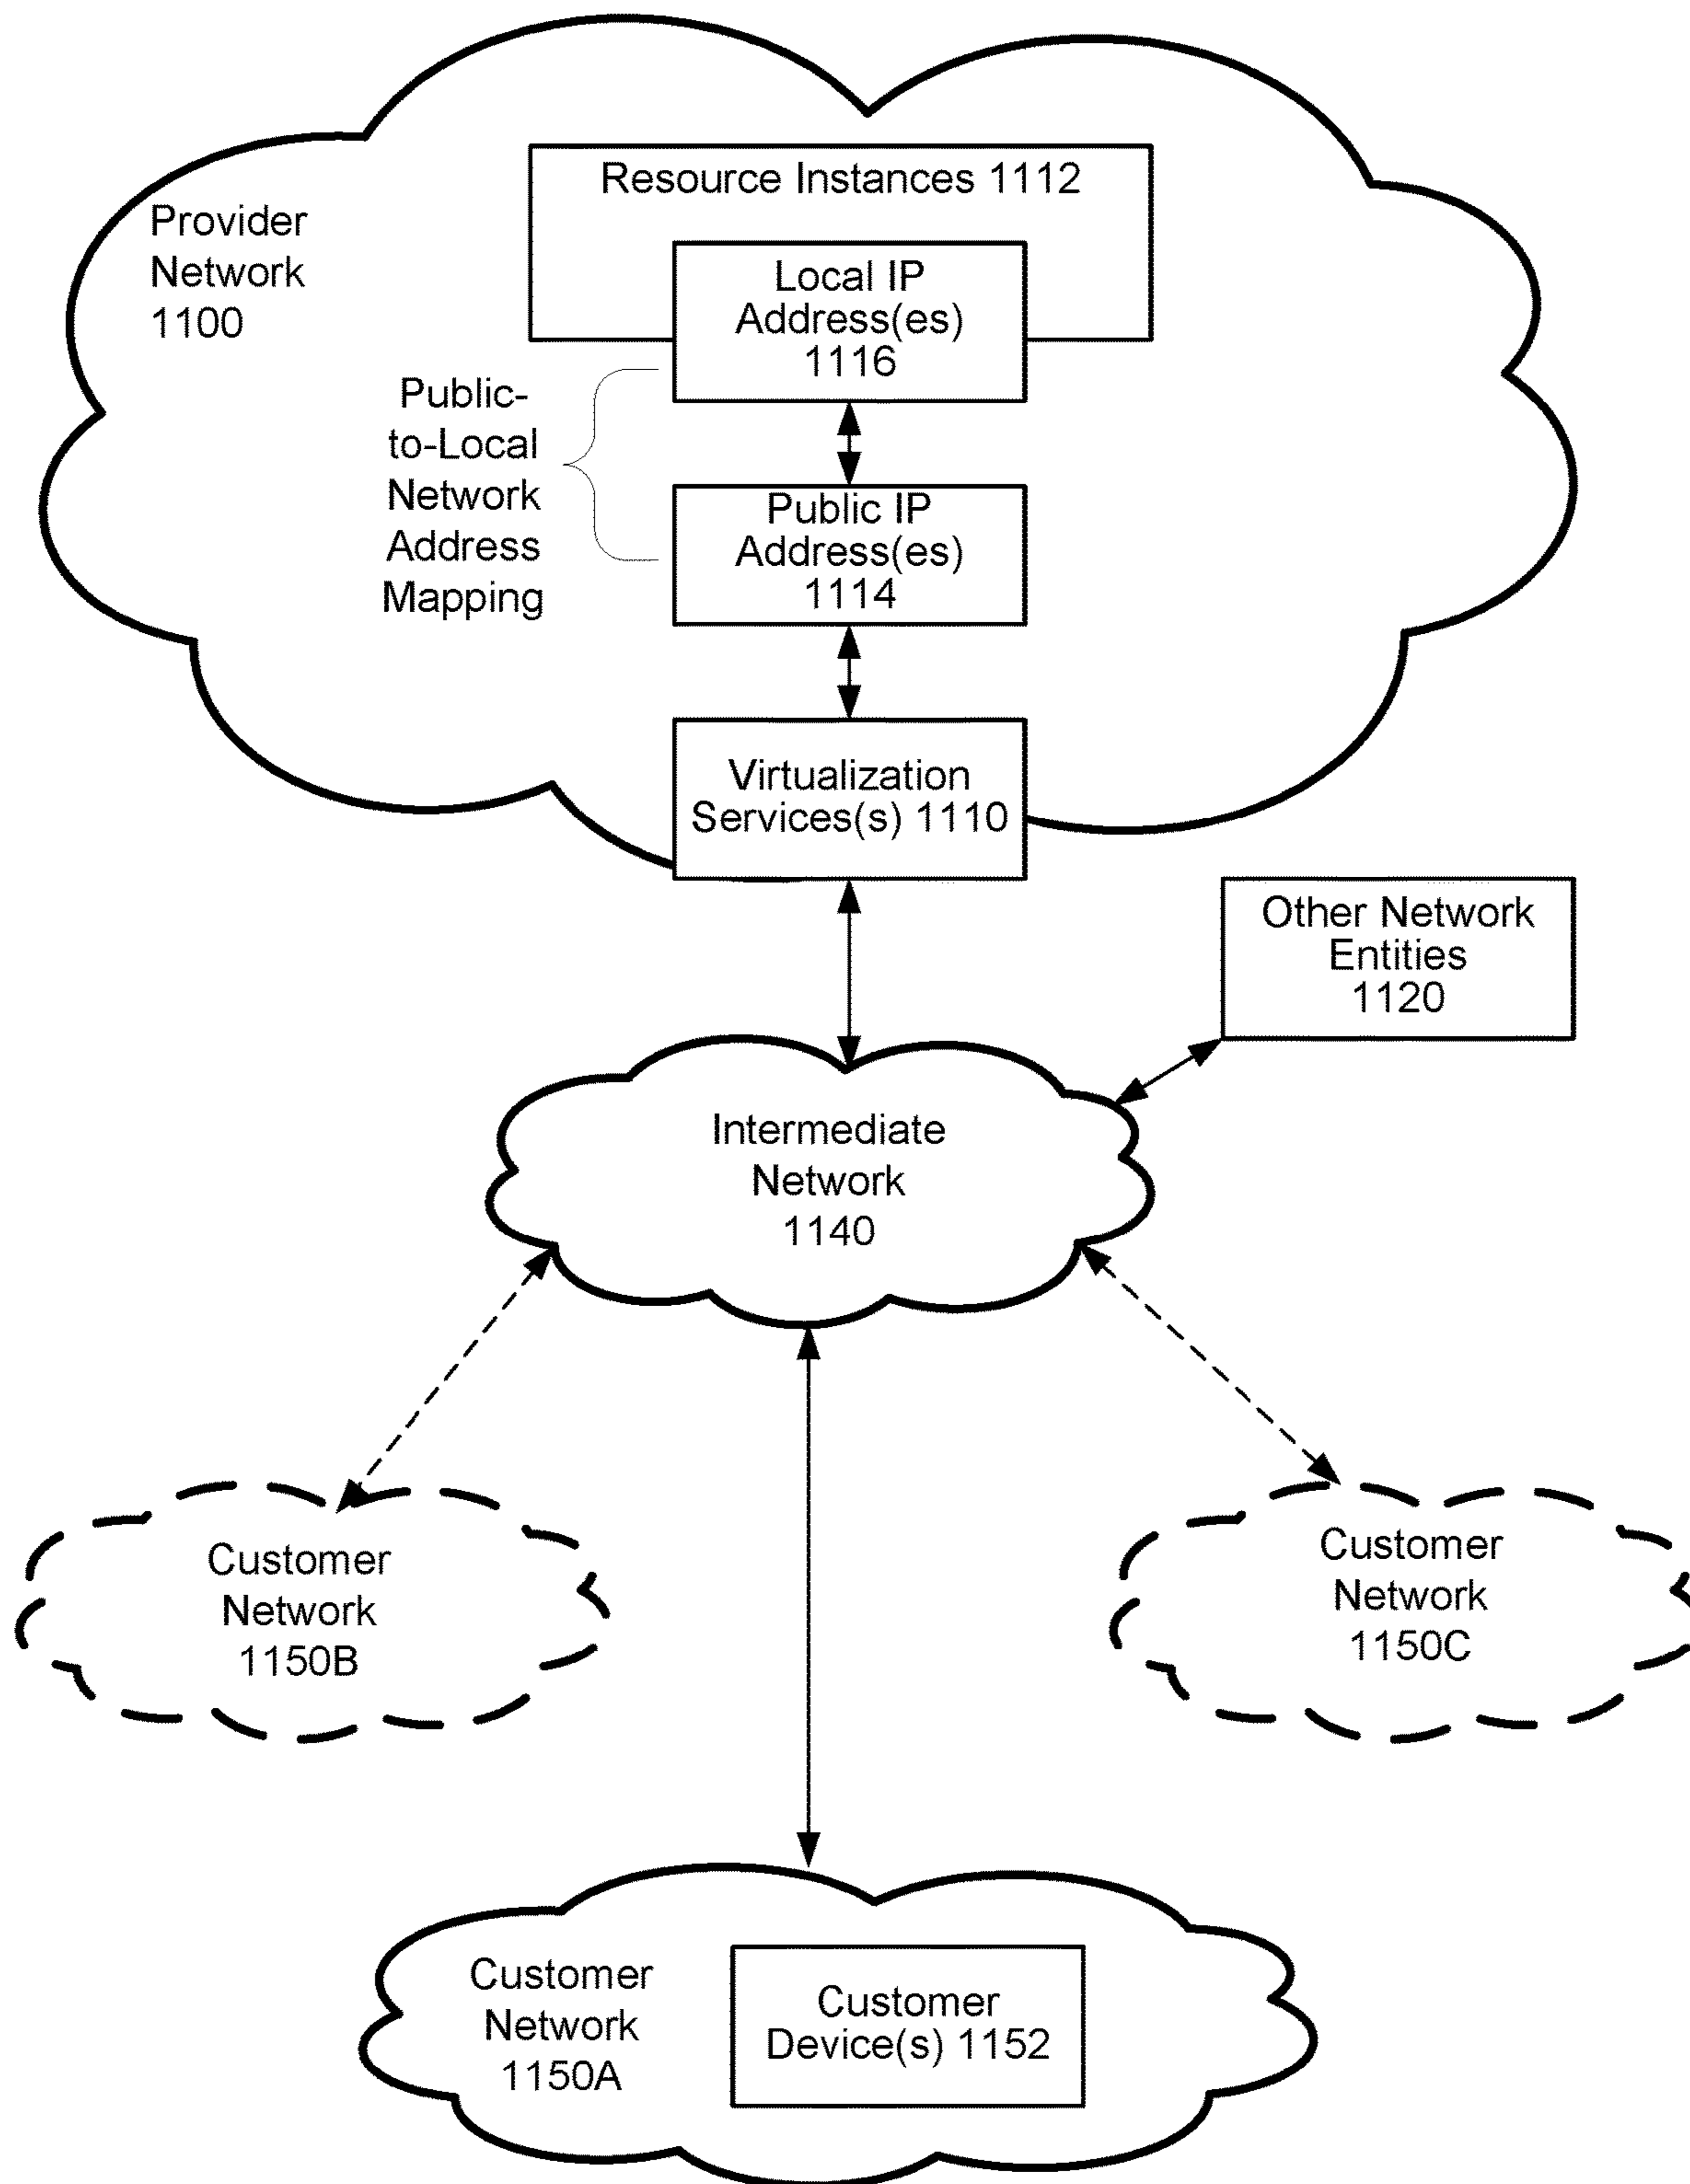 Resource Instances 1112
Provider
Network
1100
Local IP
Address(es)
1116
Public-
to-Local
Network
Address
Mapping
Public IP
Address(es)
1114
Virtualization
Services(s) 1110
Other Network
Entities
1120
Intermediate
Network
1140
Customer
Network
1150B
Customer
Network
1150C
Customer
Network
1150A
Customer
Device(s) 1152